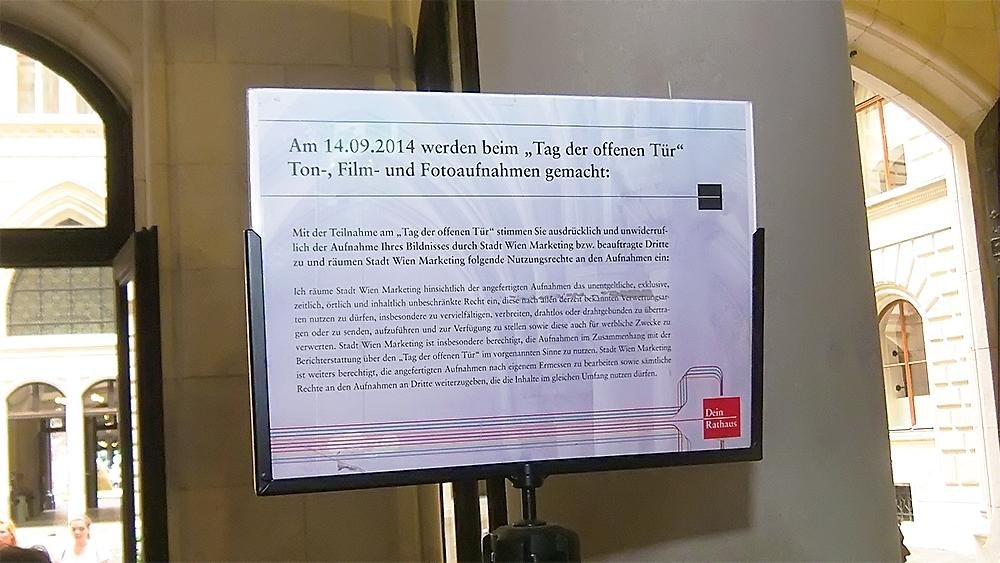 Am 14.09.2014 werden beim „Tag der offenen Tür“
Ton-, Film- und Fotoaufnahmen gemacht:
Mit der Teilnahme am „Tag der offenen Tür“ stimmen Sie ausdrücklich und unwiderruf-
lich der Aufnahme Ihres Bildnisses durch Stadt Wien Marketing bzw. beauftragte Dritte
zu und räumen Stadt Wien Marketing folgende Nutzungsrechte an den Aufnahmen ein:
Ich räume Stadt Wien Marketing hinsichtlich der angefertigten Aufnahmen das unentgeltliche, exklusive,
zeitlich, örtlich und inhaltlich unbeschränkte Recht ein, diese nach allen derzeit bekannten Verwertungsar-
ten nutzen zu dürfen, insbesondere zu vervielfältigen, verbreiten, drahtlos oder drahtgebunden zu übertra-
gen oder zu senden, aufzuführen und zur Verfügung zu stellen sowie diese auch für werbliche Zwecke zu
verwerten. Stadt Wien Marketing ist insbesondere berechtigt, die Aufnahmen im Zusammenhang mit der
Berichterstattung über den „Tag der offenen Tür“ im vorgenannten Sinne zu nutzen. Stadt Wien Marketing
ist weiters berechtigt, die angefertigten Aufnahmen nach eigenem Ermessen zu bearbeiten sowie sämtliche
Rechte an den Aufnahmen an Dritte weiterzugeben, die die Inhalte im gleichen Umfang nutzen dürfen.
Dein
Rathaus